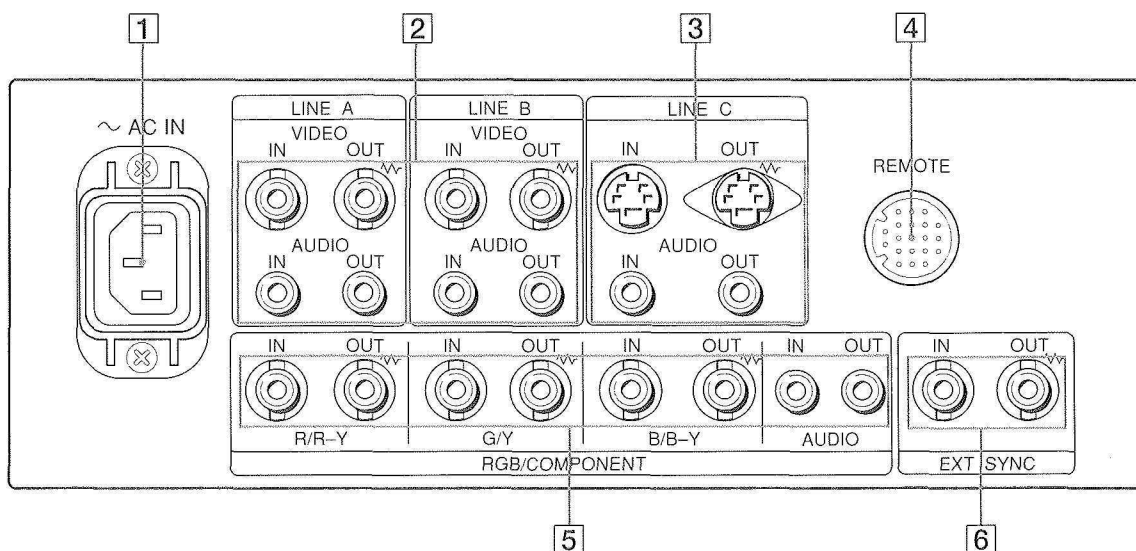 1 2 3 4
LINE A LINE B LINE C
∼ AC IN VIDEO VIDEO
IN OUT IN OUT IN OUT
REMOTE
AUDIO AUDIO AUDIO
IN OUT IN OUT IN OUT
IN OUT IN OUT IN OUT IN OUT IN OUT
R/R–Y G/Y B/B–Y AUDIO
RGB/COMPONENT EXT SYNC
5 6